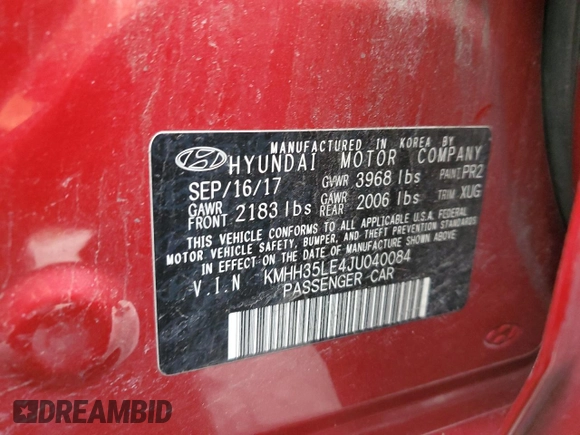 MANUFACTURED IN KOREA BY
HYUNDAI MOTOR COMPANY
SEP/16/17 GVWR 3968 lbs PAINT PR2
GAWR FRONT 2183 lbs GAWR REAR 2006 lbs TRIM XUG
THIS VEHICLE CONFORMS TO ALL APPLICABLE U.S.A. FEDERAL
MOTOR VEHICLE SAFETY, BUMPER, AND THEFT PREVENTION STANDARDS
IN EFFECT ON THE DATE OF MANUFACTURE SHOWN ABOVE
V.I.N KMHH35LE4JU040084
PASSENGER CAR
DREAMBID